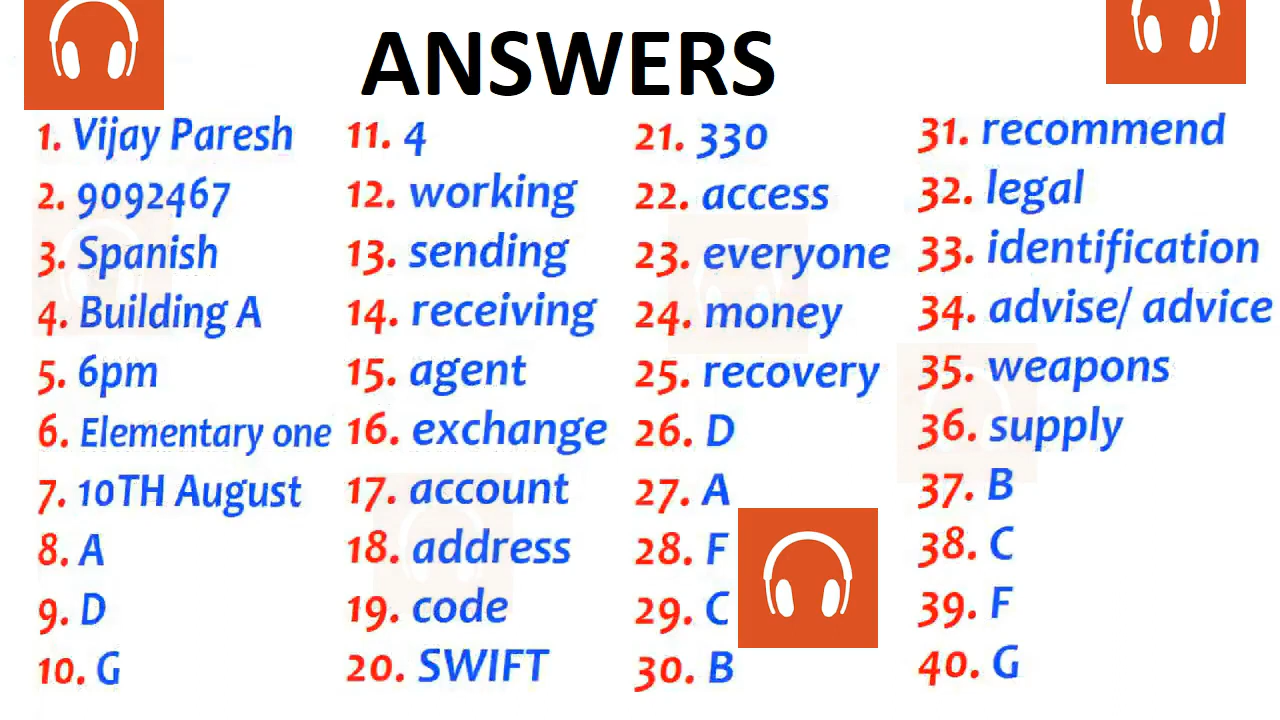 ANSWERS
1. Vijay Paresh
2. 9092467
3. Spanish
4. Building A
5. 6pm
6. Elementary one
7. 10TH August
8. A
9. D
10. G
11. 4
12. working
13. sending
14. receiving
15. agent
16. exchange
17. account
18. address
19. code
20. SWIFT
21. 330
22. access
23. everyone
24. money
25. recovery
26. D
27. A
28. F
29. C
30. B
31. recommend
32. legal
33. identification
34. advise/ advice
35. weapons
36. supply
37. B
38. C
39. F
40. G